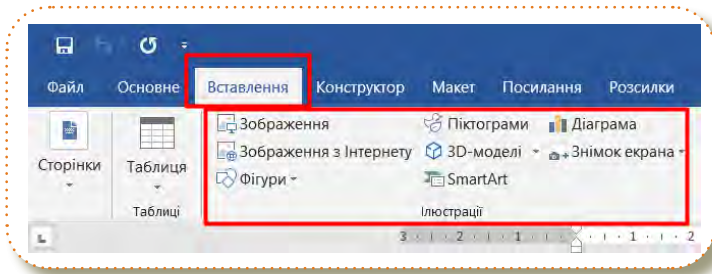 Файл Основне Вставлення Конструктор Макет Посилання Розсилки
Зображення Піктограми Діаграма
Сторінки Таблиця Зображення з Інтернету 3D-моделі Знімок екрана
Фігури SmartArt
Таблиці Ілюстрації
3 2 1 1 2